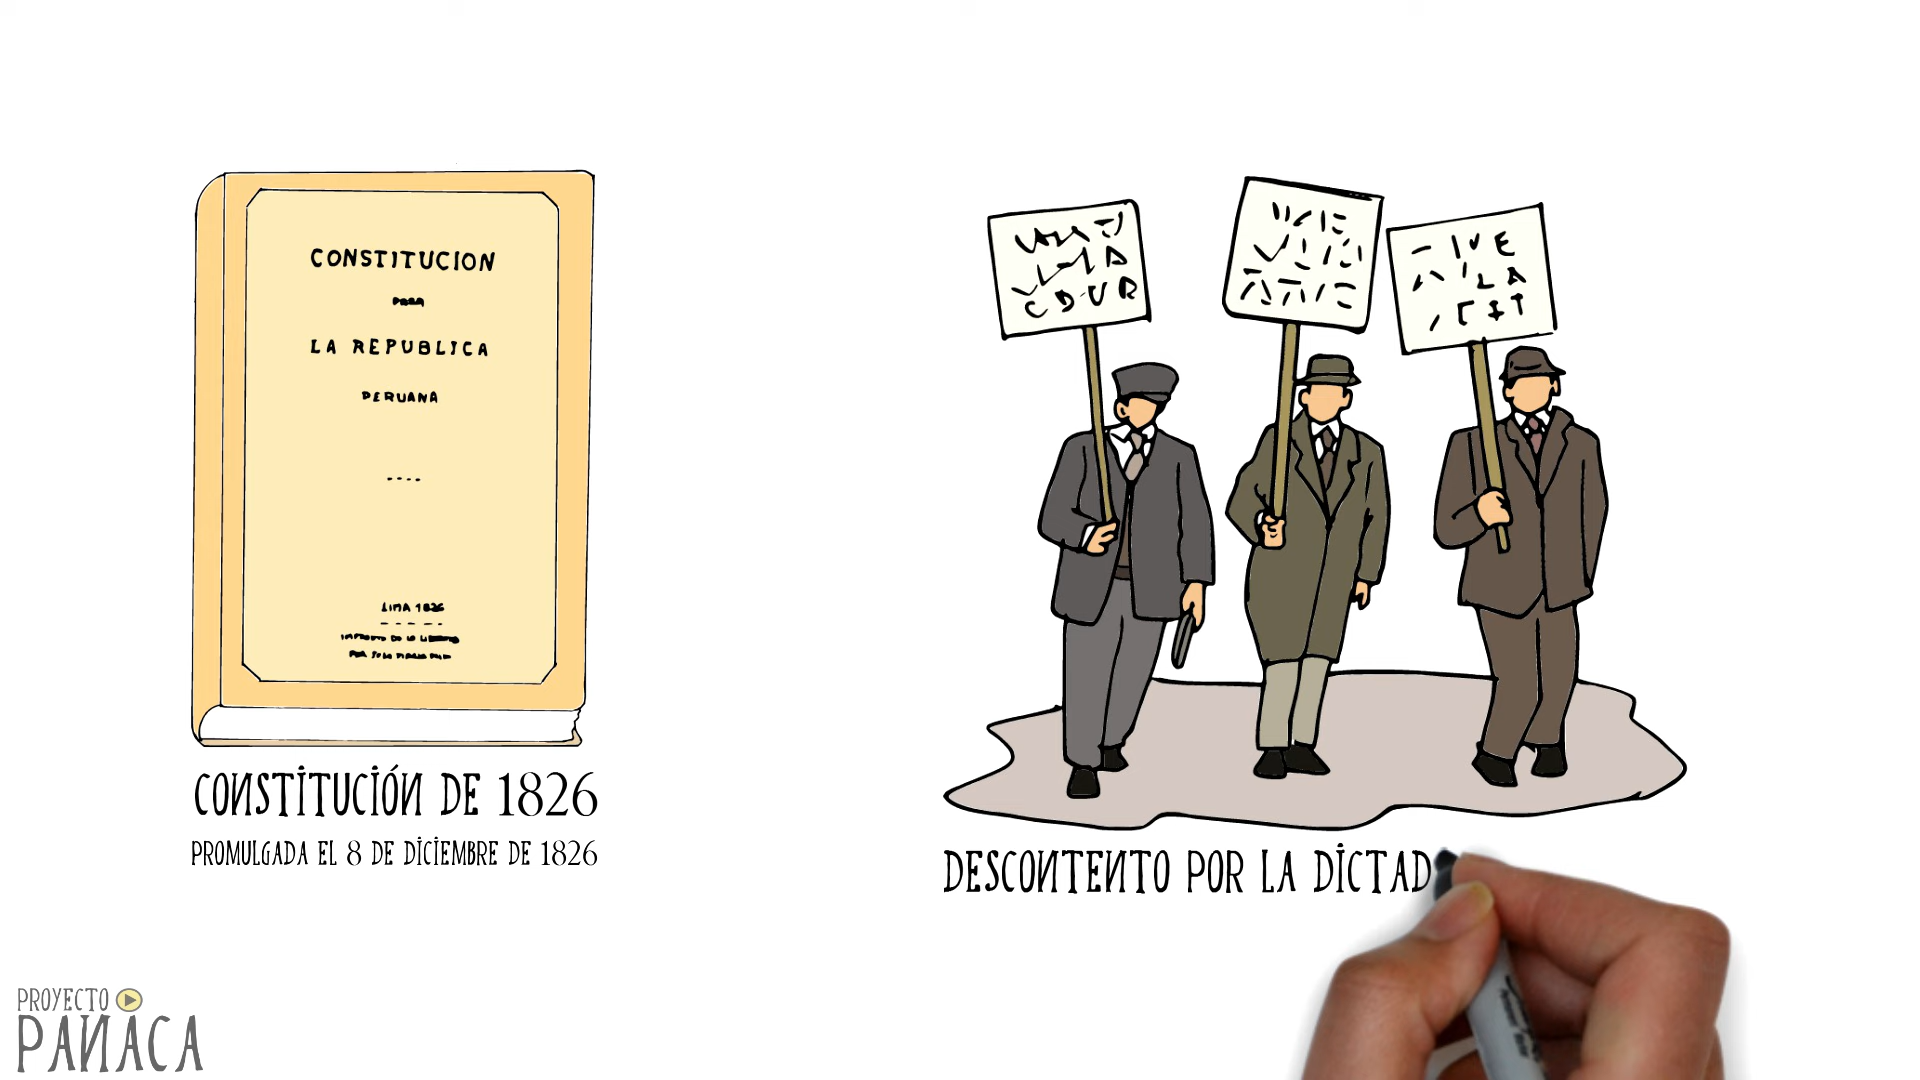 CONSTITUCION
PARA
LA REPUBLICA
PERUANA
----
LIMA 1826
CONSTITUCIÓN DE 1826
PROMULGADA EL 8 DE DICIEMBRE DE 1826
DESCONTENTO POR LA DICTAD
PROYECTO
PANACA